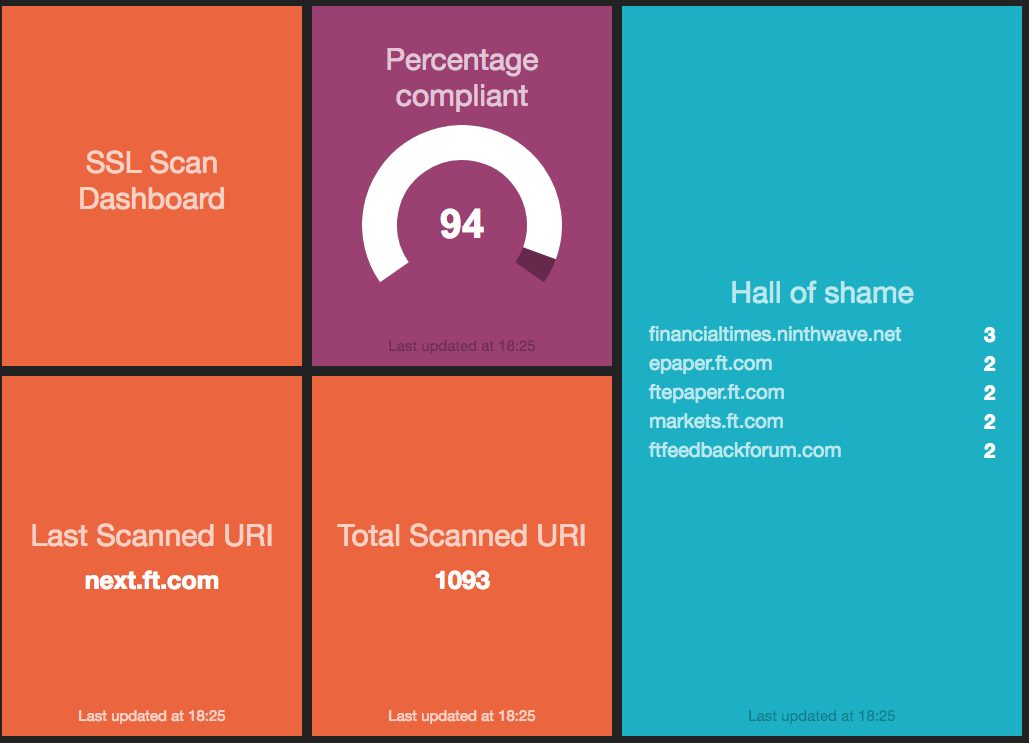 SSL Scan
Dashboard
Percentage
compliant
94
Last updated at 18:25
Hall of shame
financialtimes.ninthwave.net 3
epaper.ft.com 2
ftepaper.ft.com 2
markets.ft.com 2
ftfeedbackforum.com 2
Last updated at 18:25
Last Scanned URI
next.ft.com
Last updated at 18:25
Total Scanned URI
1093
Last updated at 18:25